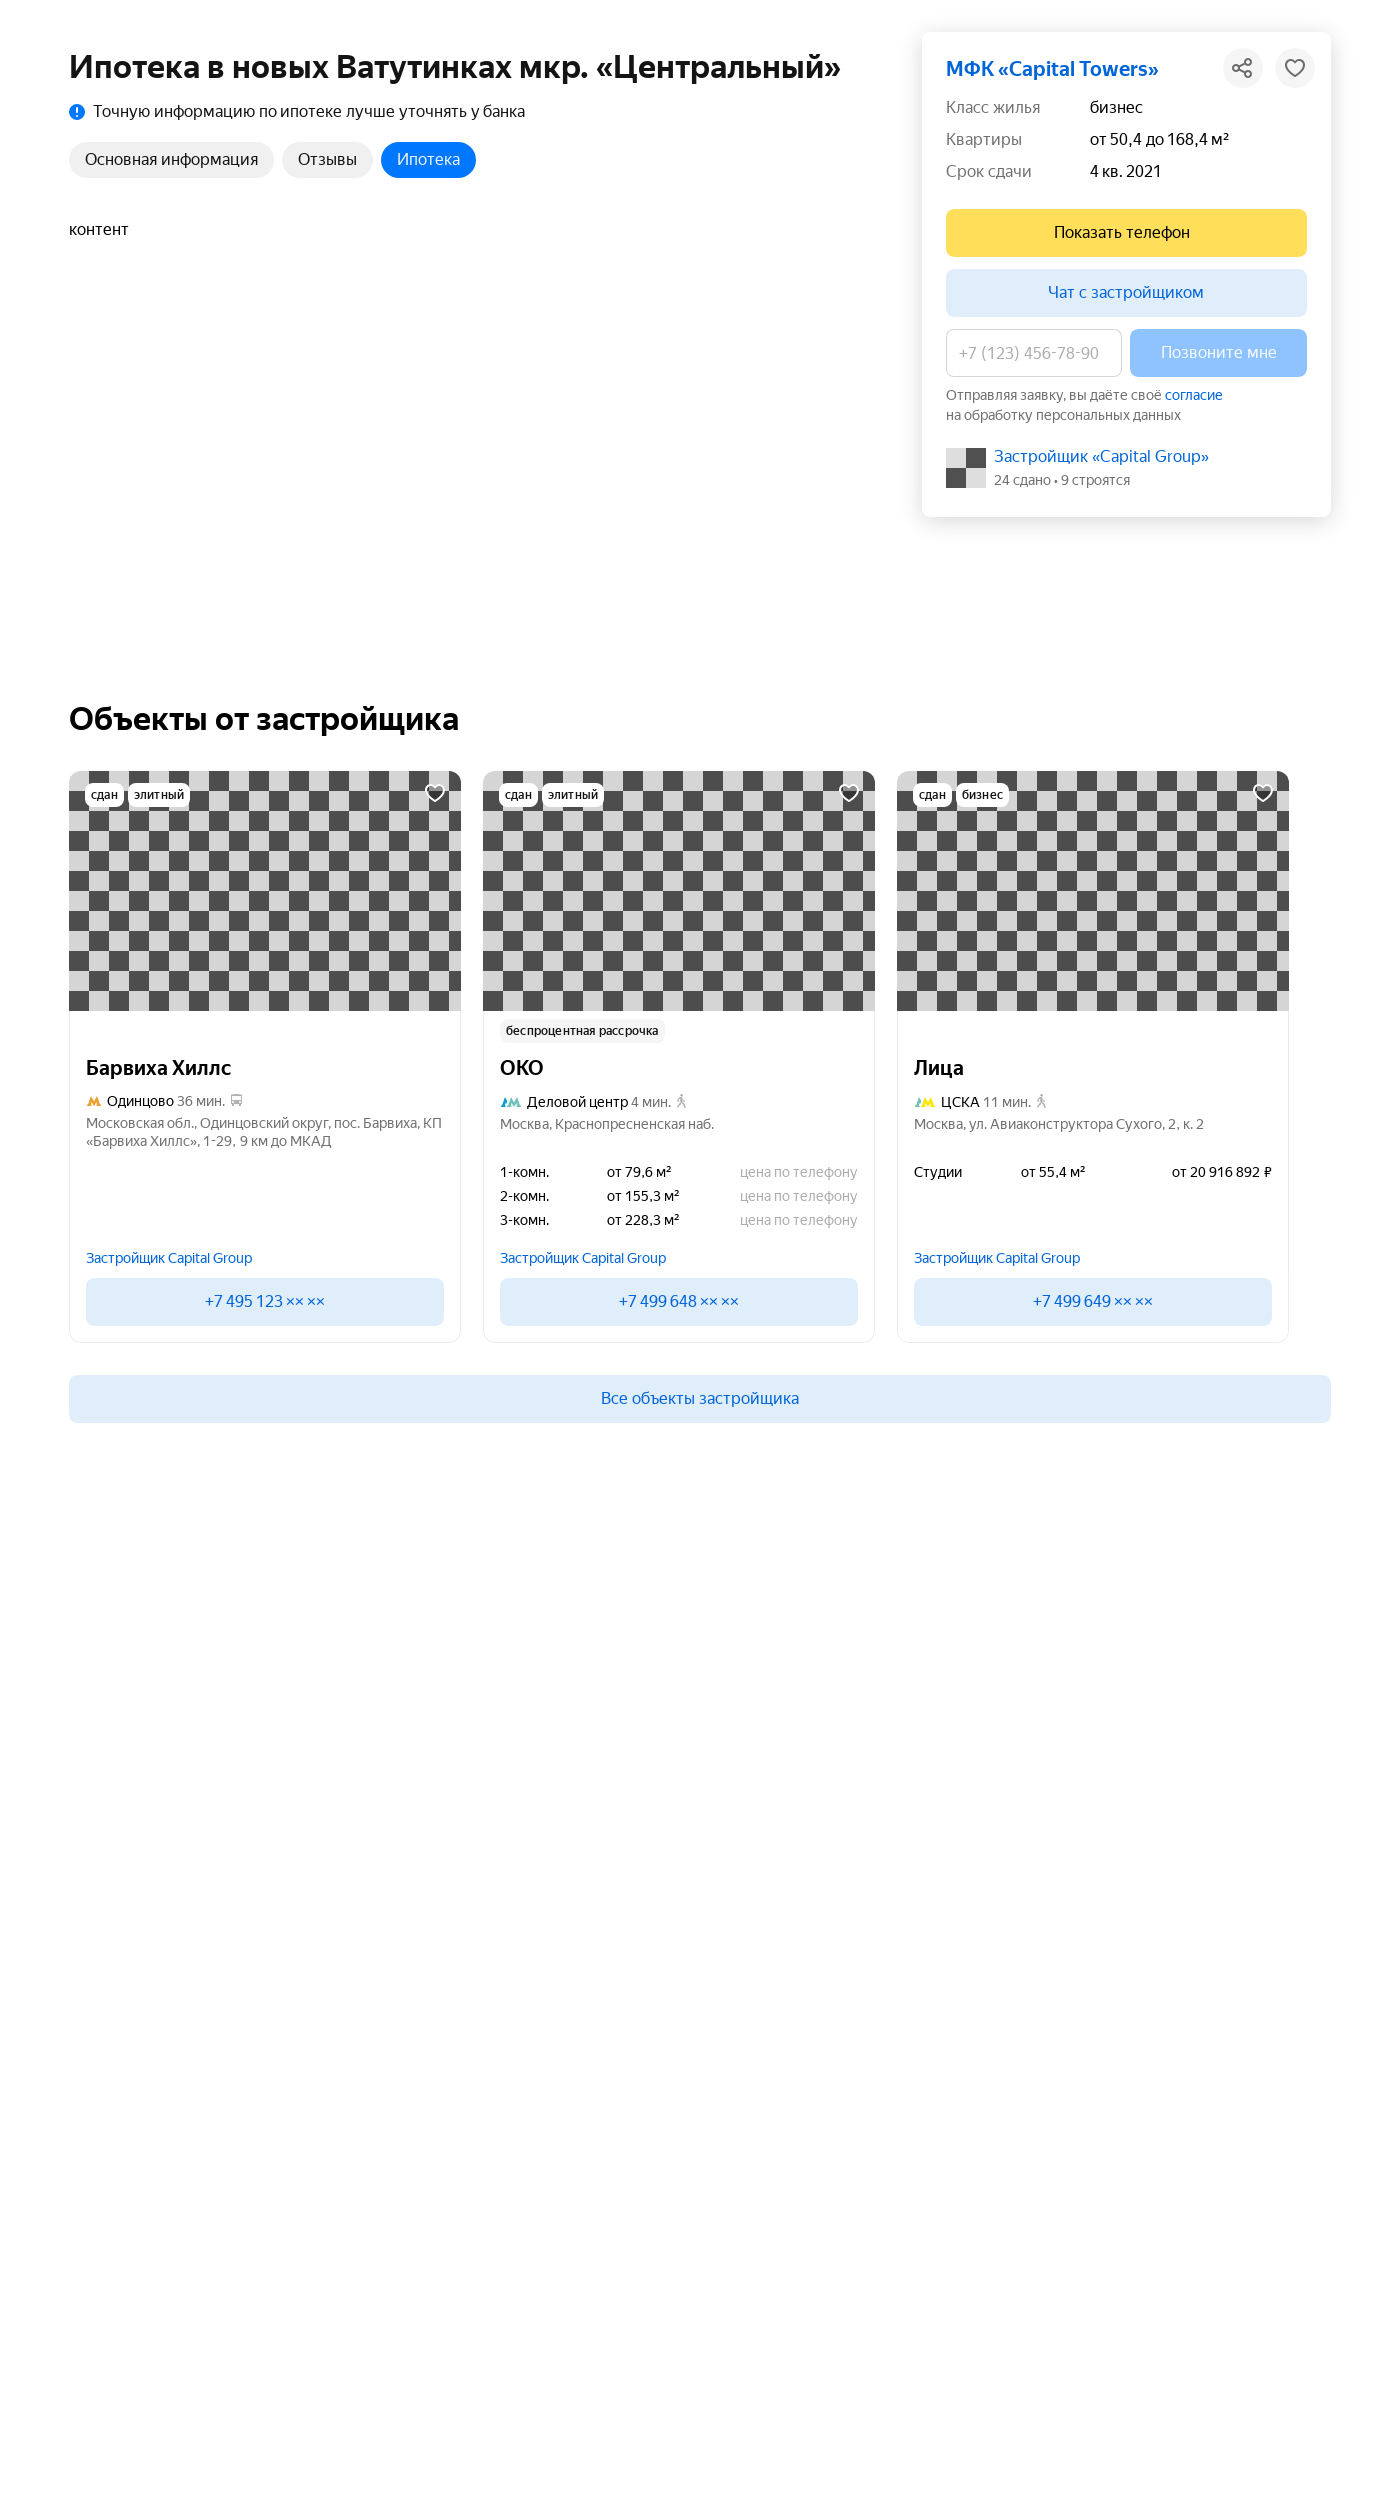 Ипотека в новых Ватутинках мкр. «Центральный»
Точную информацию по ипотеке лучше уточнять у банка
Основная информация
Отзывы
Ипотека
контент
МФК «Capital Towers»
Класс жилья бизнес
Квартиры от 50,4 до 168,4 м²
Срок сдачи 4 кв. 2021
Показать телефон
Чат с застройщиком
+7 (123) 456-78-90
Позвоните мне
Отправляя заявку, вы даёте своё согласие
на обработку персональных данных
Застройщик «Capital Group»
24 сдано • 9 строятся
Объекты от застройщика
сдан элитный
Барвиха Хиллс
Одинцово 36 мин.
Московская обл., Одинцовский округ, пос. Барвиха, КП
«Барвиха Хиллс», 1-29, 9 км до МКАД
Застройщик Capital Group
+7 495 123 ×× ××
сдан элитный
беспроцентная рассрочка
ОКО
Деловой центр 4 мин.
Москва, Краснопресненская наб.
1-комн. от 79,6 м² цена по телефону
2-комн. от 155,3 м² цена по телефону
3-комн. от 228,3 м² цена по телефону
Застройщик Capital Group
+7 499 648 ×× ××
сдан бизнес
Лица
ЦСКА 11 мин.
Москва, ул. Авиаконструктора Сухого, 2, к. 2
Студии от 55,4 м² от 20 916 892 ₽
Застройщик Capital Group
+7 499 649 ×× ××
Все объекты застройщика